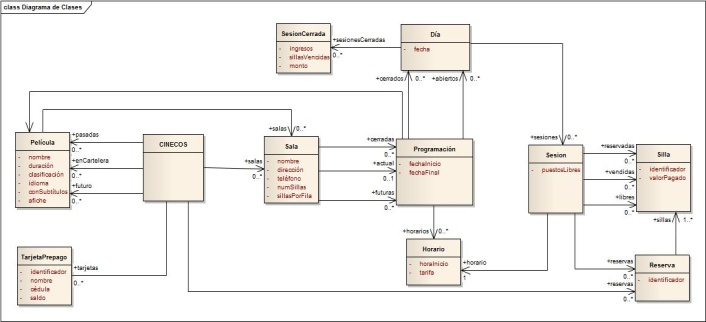 class Diagrama de Clases
SesionCerrada
- ingresos
- sillasVencidas
- monto
+sesionesCerradas
0..*
Día
- fecha
+cerrados
0..*
+abiertos
0..*
+sesiones
0..*
Película
- nombre
- duración
- clasificación
- idioma
- conSubtítulos
- afiche
+pasadas
0..*
+enCartelera
0..*
+futuro
0..*
CINECOS
+salas
0..*
+salas
0..*
Sala
- nombre
- dirección
- teléfono
- numSillas
- sillasPorFila
+cerradas
0..*
+actual
0..1
+futuras
0..*
Programación
- fechaInicio
- fechaFinal
Sesion
- puestosLibres
+reservadas
0..*
+vendidas
0..*
+libres
0..*
Silla
- identificador
- valorPagado
+sillas
1..*
+horarios
0..*
Horario
- horaInicio
- tarifa
+horario
1
+reservas
0..*
+reservas
0..*
Reserva
- identificador
TarjetaPrepago
- identificador
- nombre
- cédula
- saldo
+tarjetas
0..*